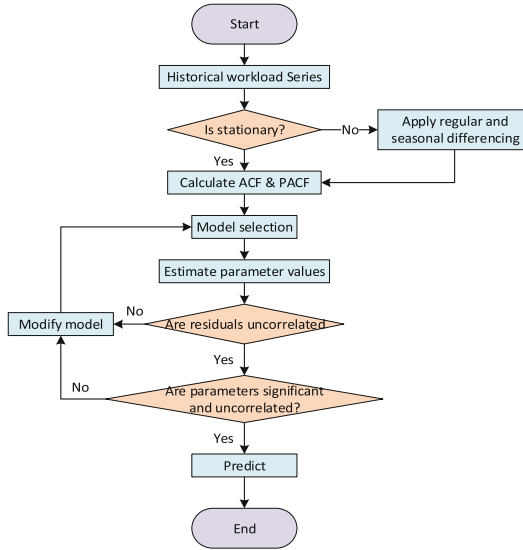 Start
Historical workload Series
Is stationary?
No
Apply regular and
seasonal differencing
Yes
Calculate ACF & PACF
Model selection
Estimate parameter values
No
Modify model
Are residuals uncorrelated
Yes
No
Are parameters significant
and uncorrelated?
Yes
Predict
End